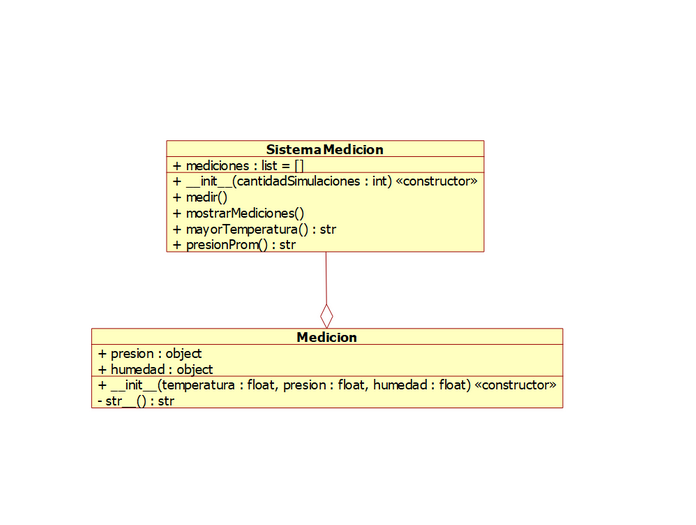 SistemaMedicion
+ mediciones : list = []
+ __init__(cantidadSimulaciones : int) «constructor»
+ medir()
+ mostrarMediciones()
+ mayorTemperatura() : str
+ presionProm() : str
Medicion
+ presion : object
+ humedad : object
+ __init__(temperatura : float, presion : float, humedad : float) «constructor»
- str__() : str